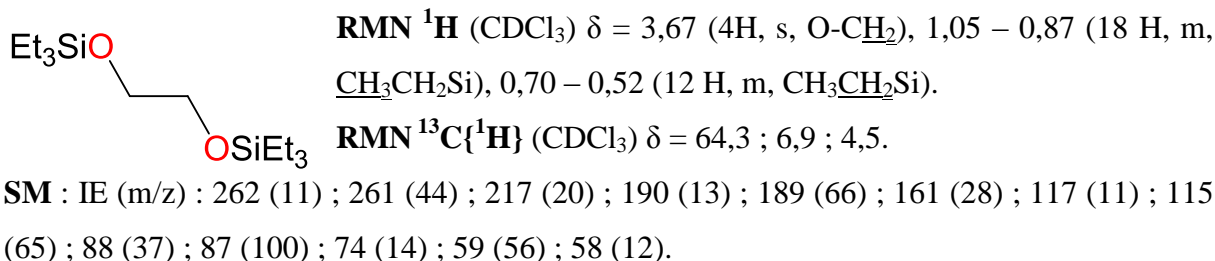 Et₃SiO
OSiEt₃
RMN ¹H (CDCl₃) δ = 3,67 (4H, s, O-CH₂), 1,05 – 0,87 (18 H, m,
CH₃CH₂Si), 0,70 – 0,52 (12 H, m, CH₃CH₂Si).
RMN ¹³C{¹H} (CDCl₃) δ = 64,3 ; 6,9 ; 4,5.
SM : IE (m/z) : 262 (11) ; 261 (44) ; 217 (20) ; 190 (13) ; 189 (66) ; 161 (28) ; 117 (11) ; 115
(65) ; 88 (37) ; 87 (100) ; 74 (14) ; 59 (56) ; 58 (12).